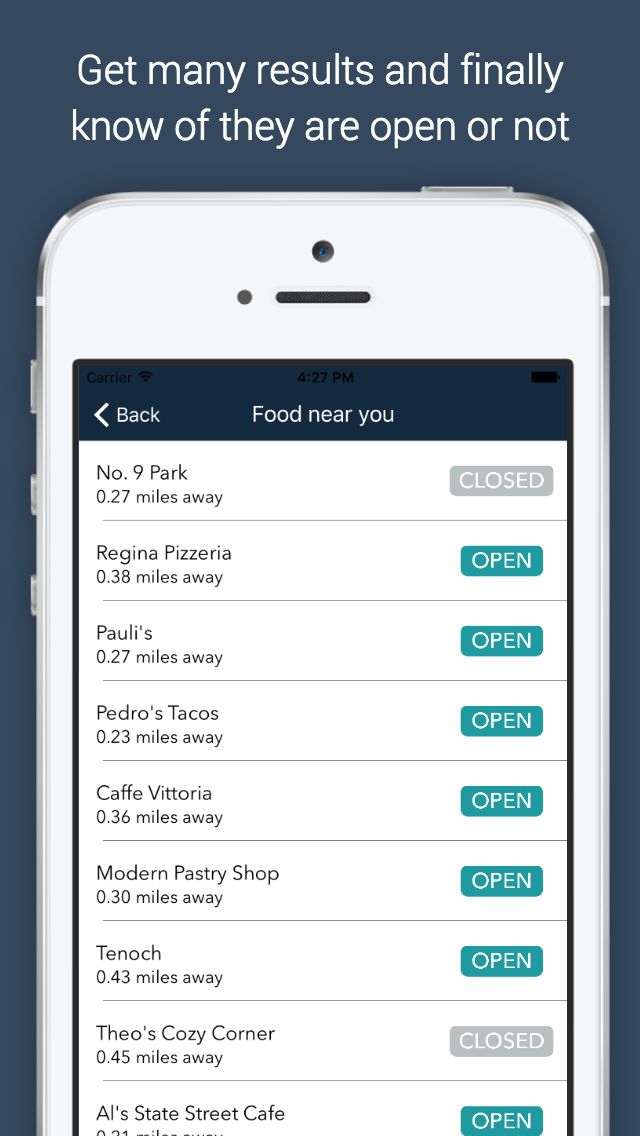 Get many results and finally
know of they are open or not
Carrier 4:27 PM
Back Food near you
No. 9 Park
0.27 miles away
CLOSED
Regina Pizzeria
0.38 miles away
OPEN
Pauli's
0.27 miles away
OPEN
Pedro's Tacos
0.23 miles away
OPEN
Caffe Vittoria
0.36 miles away
OPEN
Modern Pastry Shop
0.30 miles away
OPEN
Tenoch
0.43 miles away
OPEN
Theo's Cozy Corner
0.45 miles away
CLOSED
Al's State Street Cafe
miles away
OPEN